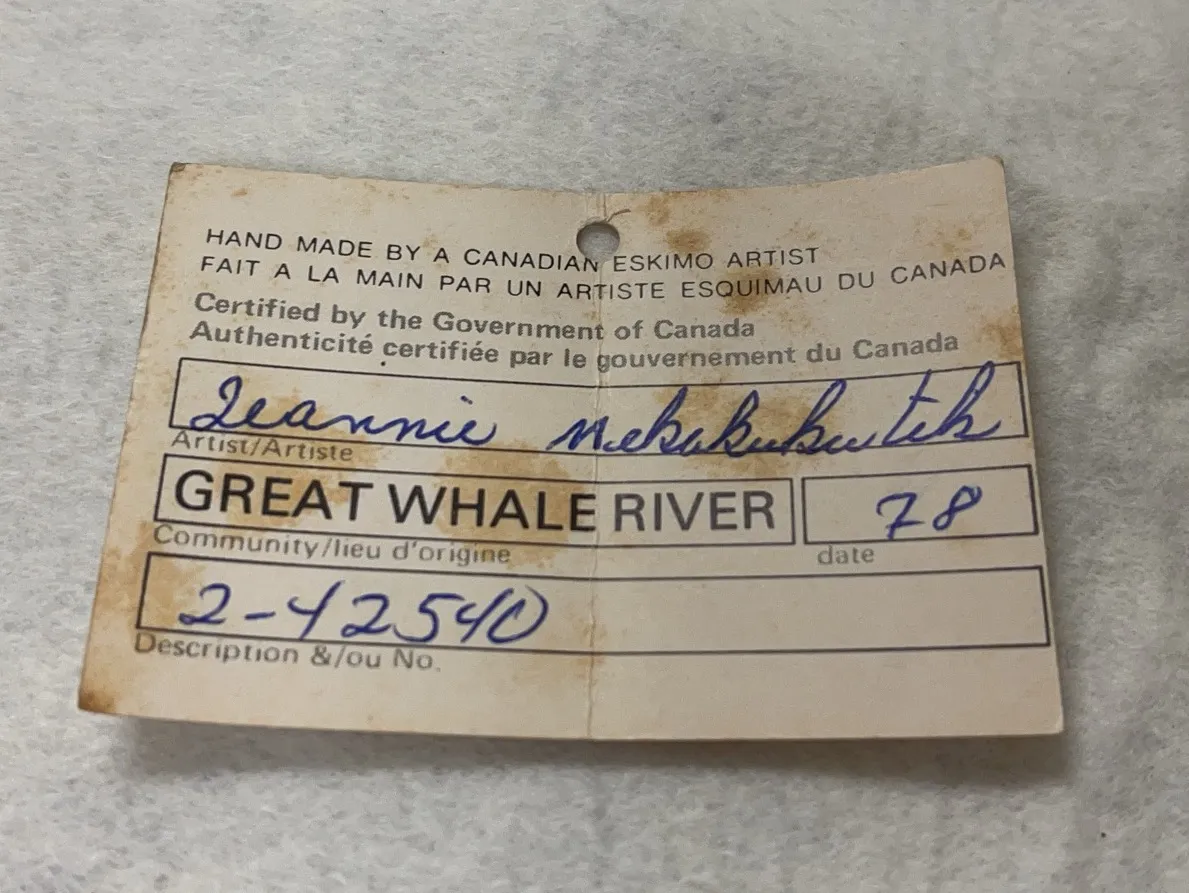 HAND MADE BY A CANADIAN ESKIMO ARTIST
FAIT A LA MAIN PAR UN ARTISTE ESQUIMAU DU CANADA
Certified by the Government of Canada
Authenticité certifiée par le gouvernement du Canada
Jeannie
Artist/Artiste
GREAT WHALE RIVER 78
Community/lieu d'origine date
2-42540
Description &/ou No.